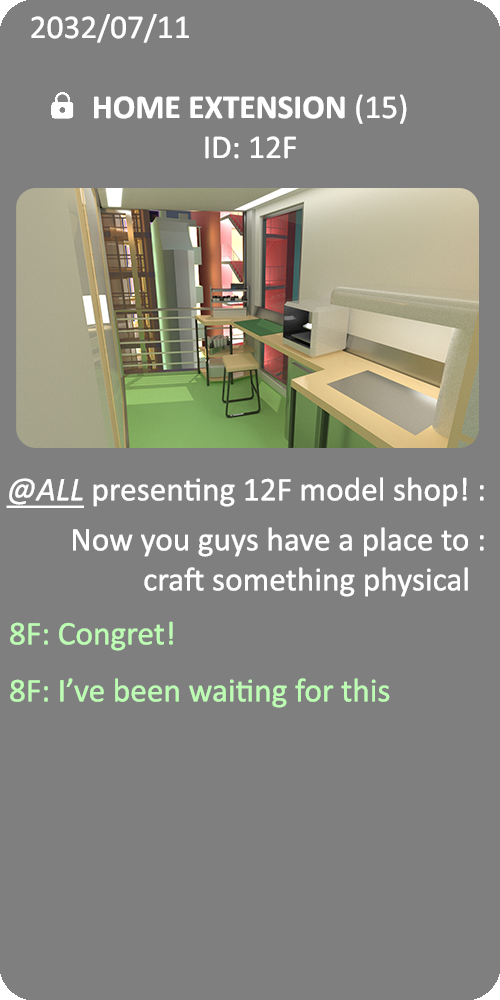 2032/07/11
HOME EXTENSION (15)
ID: 12F
@ALL presenting 12F model shop! :
Now you guys have a place to :
craft something physical
8F: Congret!
8F: I’ve been waiting for this